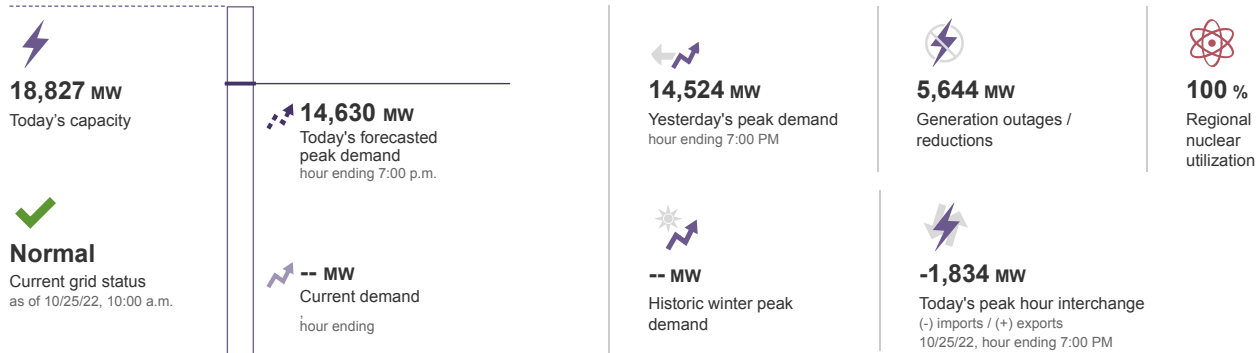 18,827 MW
Today's capacity
Normal
Current grid status
as of 10/25/22, 10:00 a.m.
14,630 MW
Today's forecasted
peak demand
hour ending 7:00 p.m.
-- MW
Current demand
,
hour ending
14,524 MW
Yesterday's peak demand
hour ending 7:00 PM
5,644 MW
Generation outages /
reductions
100 %
Regional
nuclear
utilization
-- MW
Historic winter peak
demand
-1,834 MW
Today's peak hour interchange
(-) imports / (+) exports
10/25/22, hour ending 7:00 PM